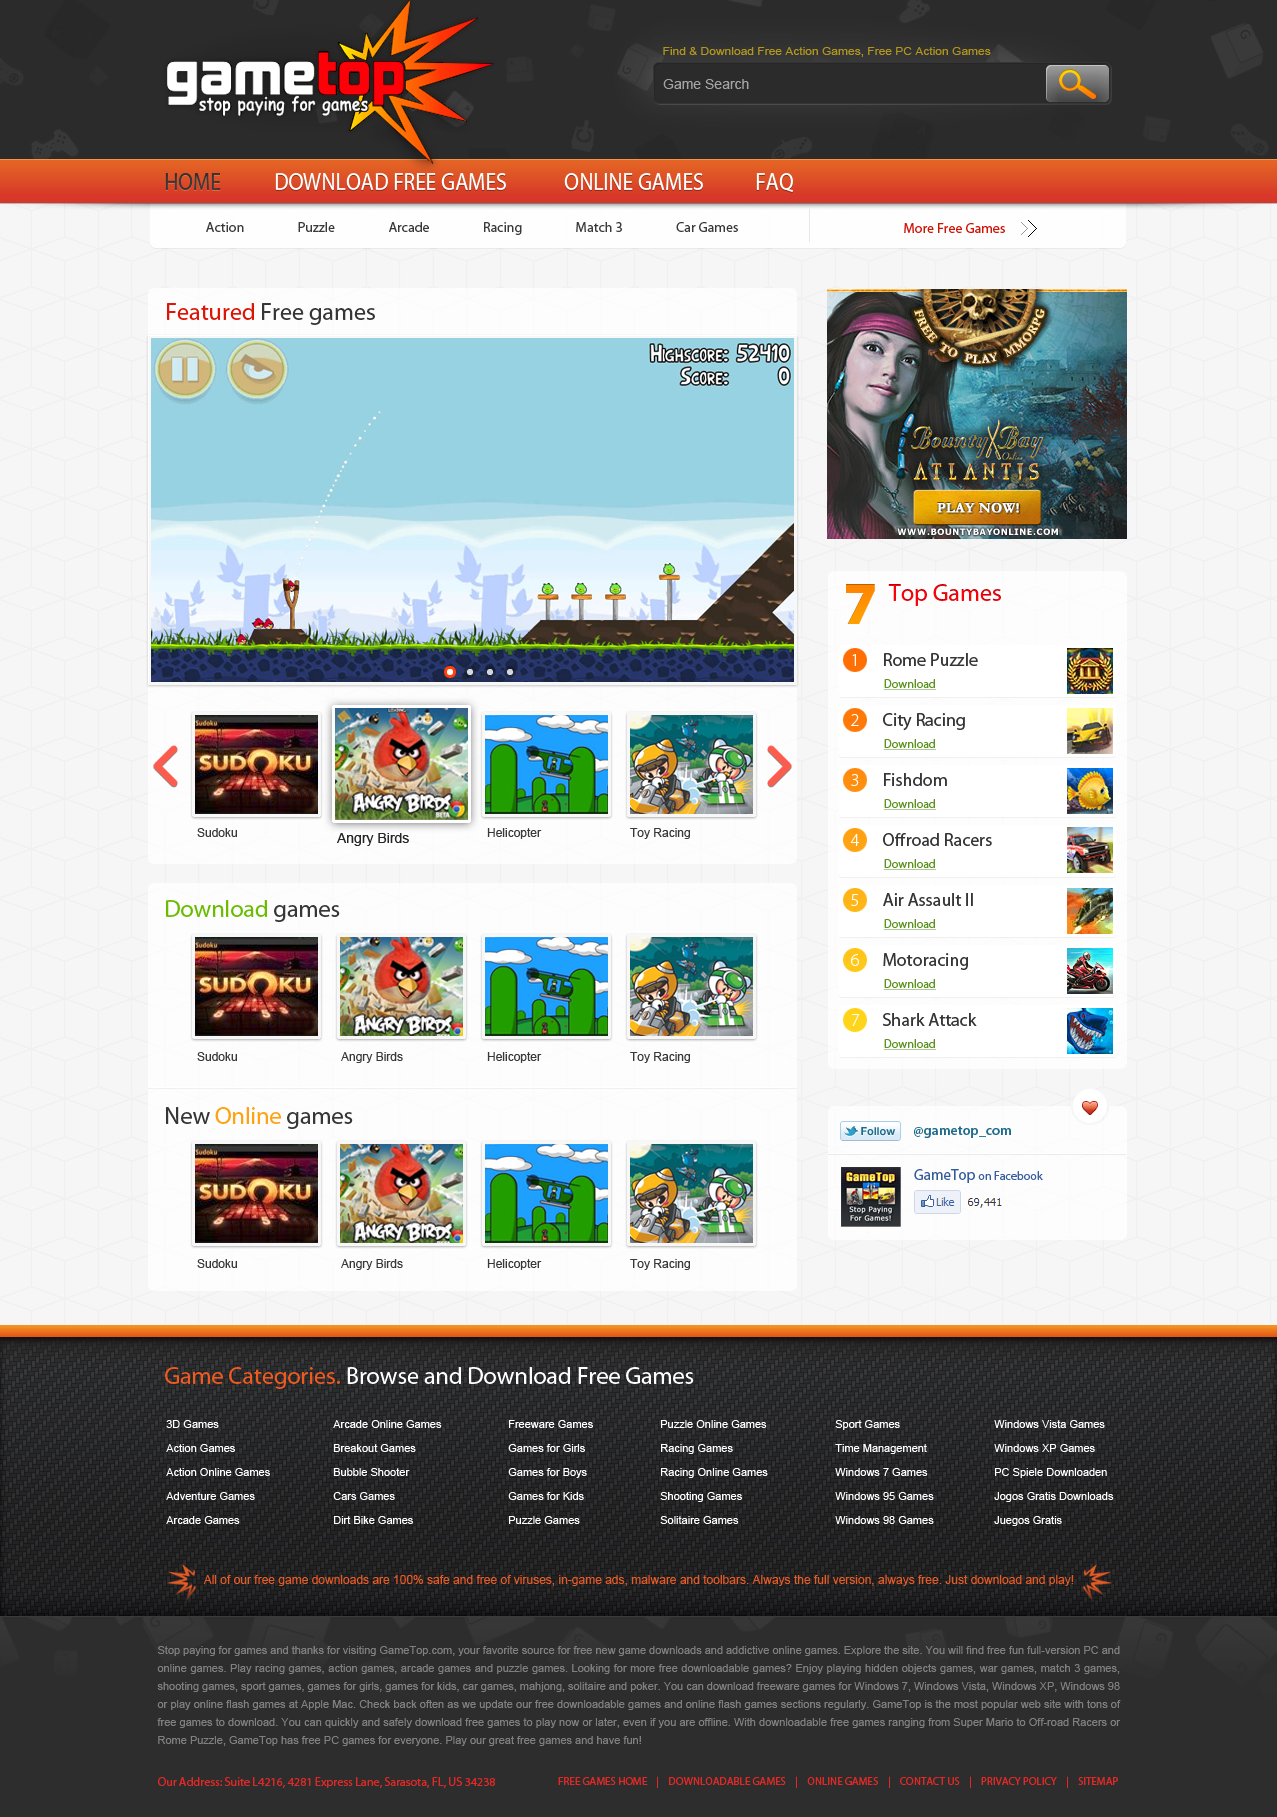 gametop
stop paying for games
Find & Download Free Action Games, Free PC Action Games
Game Search
HOME
DOWNLOAD FREE GAMES
ONLINE GAMES
FAQ
Action
Puzzle
Arcade
Racing
Match 3
Car Games
More Free Games
Featured Free games
HIGHSCORE: 52410
SCORE: 0
FREE TO PLAY MMORPG
Bounty Bay
Online
ATLANTIS
PLAY NOW!
WWW.BOUNTYBAYONLINE.COM
Sudoku
SUDOKU
ANGRY BIRDS
BETA
Sudoku
Angry Birds
Helicopter
Toy Racing
7 Top Games
1 Rome Puzzle
Download
2 City Racing
Download
3 Fishdom
Download
4 Offroad Racers
Download
5 Air Assault II
Download
6 Motoracing
Download
7 Shark Attack
Download
Download games
Sudoku
SUDOKU
ANGRY BIRDS
Sudoku
Angry Birds
Helicopter
Toy Racing
New Online games
Sudoku
SUDOKU
ANGRY BIRDS
Sudoku
Angry Birds
Helicopter
Toy Racing
Follow @gametop_com
GameTop
Stop Paying
For Games!
GameTop on Facebook
Like 69,441
Game Categories. Browse and Download Free Games
3D Games
Action Games
Action Online Games
Adventure Games
Arcade Games
Arcade Online Games
Breakout Games
Bubble Shooter
Cars Games
Dirt Bike Games
Freeware Games
Games for Girls
Games for Boys
Games for Kids
Puzzle Games
Puzzle Online Games
Racing Games
Racing Online Games
Shooting Games
Solitaire Games
Sport Games
Time Management
Windows 7 Games
Windows 95 Games
Windows 98 Games
Windows Vista Games
Windows XP Games
PC Spiele Downloaden
Jogos Gratis Downloads
Juegos Gratis
All of our free game downloads are 100% safe and free of viruses, in-game ads, malware and toolbars. Always the full version, always free. Just download and play!
Stop paying for games and thanks for visiting GameTop.com, your favorite source for free new game downloads and addictive online games. Explore the site. You will find free fun full-version PC and
online games. Play racing games, action games, arcade games and puzzle games. Looking for more free downloadable games? Enjoy playing hidden objects games, war games, match 3 games,
shooting games, sport games, games for girls, games for kids, car games, mahjong, solitaire and poker. You can download freeware games for Windows 7, Windows Vista, Windows XP, Windows 98
or play online flash games at Apple Mac. Check back often as we update our free downloadable games and online flash games sections regularly. GameTop is the most popular web site with tons of
free games to download. You can quickly and safely download free games to play now or later, even if you are offline. With downloadable free games ranging from Super Mario to Off-road Racers or
Rome Puzzle, GameTop has free PC games for everyone. Play our great free games and have fun!
Our Address: Suite L4216, 4281 Express Lane, Sarasota, FL, US 34238
FREE GAMES HOME | DOWNLOADABLE GAMES | ONLINE GAMES | CONTACT US | PRIVACY POLICY | SITEMAP